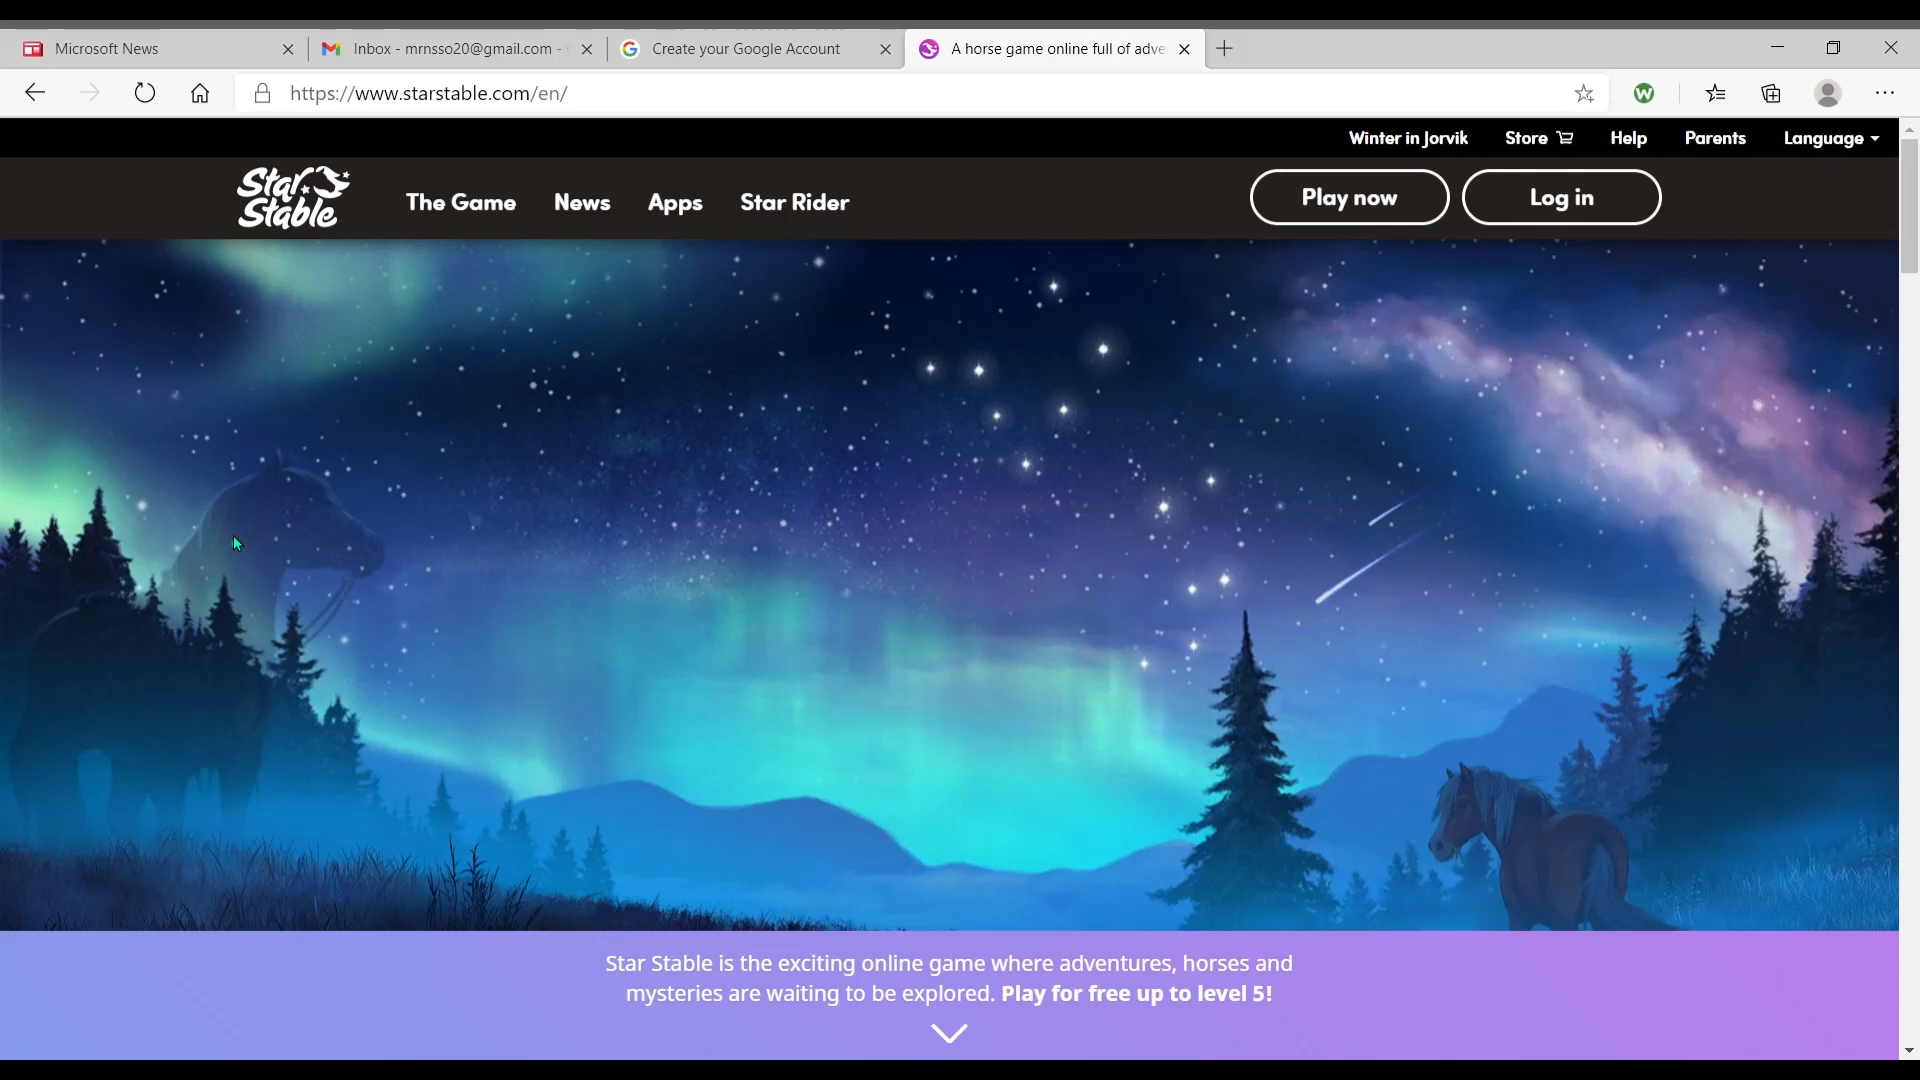 Microsoft News
Inbox - mrnsso20@gmail.com -
Create your Google Account
A horse game online full of adve
https://www.starstable.com/en/
W
Winter in Jorvik
Store
Help
Parents
Language
Star
Stable
The Game
News
Apps
Star Rider
Play now
Log in
Star Stable is the exciting online game where adventures, horses and
mysteries are waiting to be explored. Play for free up to level 5!